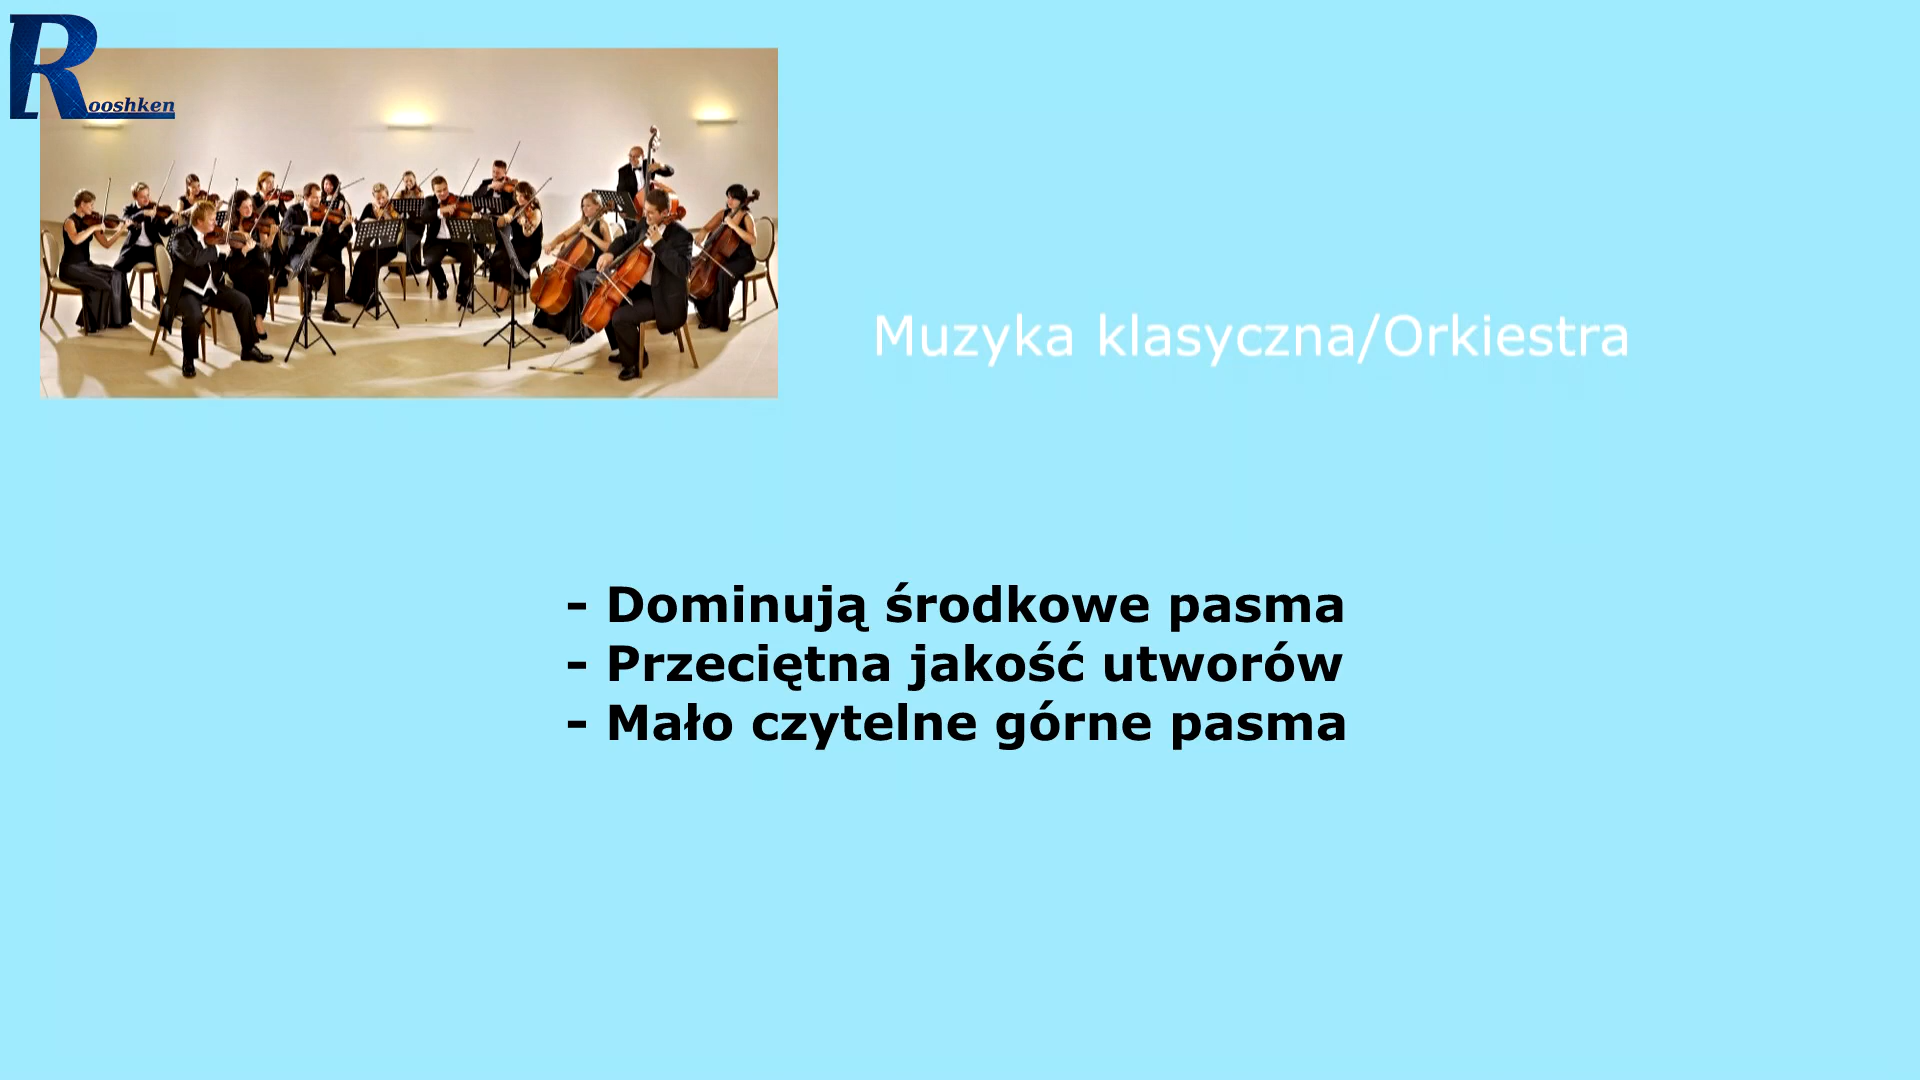 Rooshken
Muzyka klasyczna/Orkiestra
- Dominują środkowe pasma
- Przeciętna jakość utworów
- Mało czytelne górne pasma